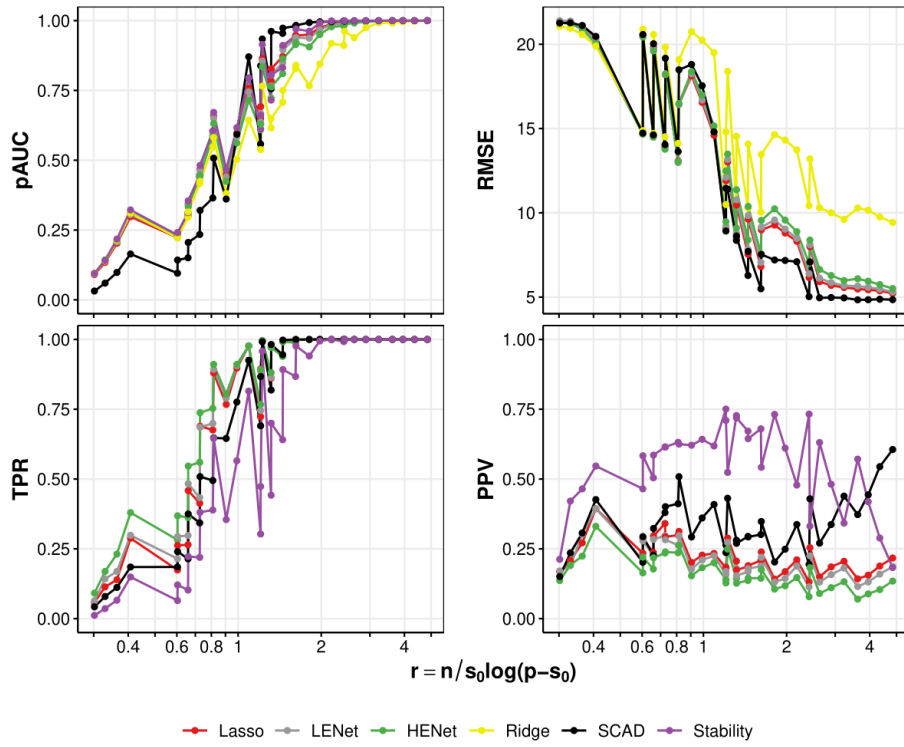 pAUC
1.00
0.75
0.50
0.25
0.00
RMSE
20
15
10
5
TPR
1.00
0.75
0.50
0.25
0.00
PPV
1.00
0.75
0.50
0.25
0.00
0.4 0.6 0.8 1 2 4
0.4 0.6 0.8 1 2 4
r = n/s₀log(p−s₀)
Lasso LENet HENet Ridge SCAD Stability